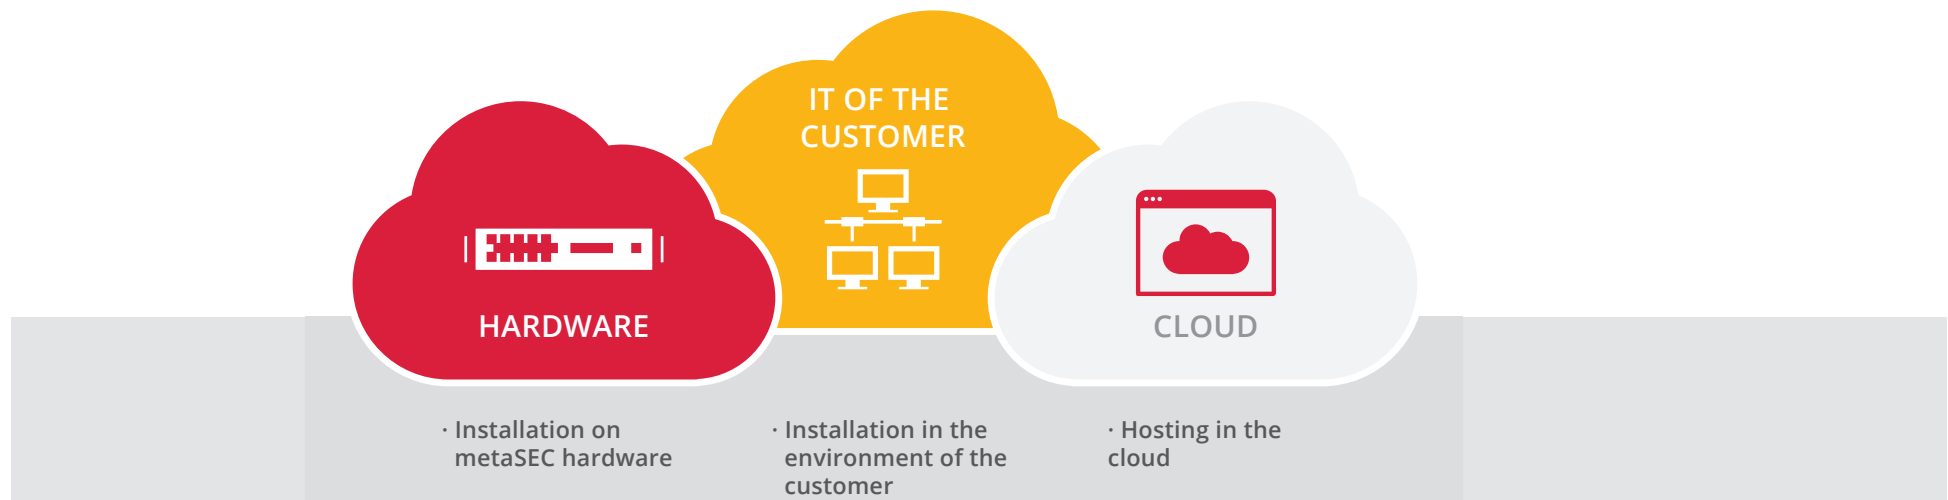 IT OF THE
CUSTOMER
HARDWARE
CLOUD
· Installation on
metaSEC hardware
· Installation in the
environment of the
customer
· Hosting in the
cloud